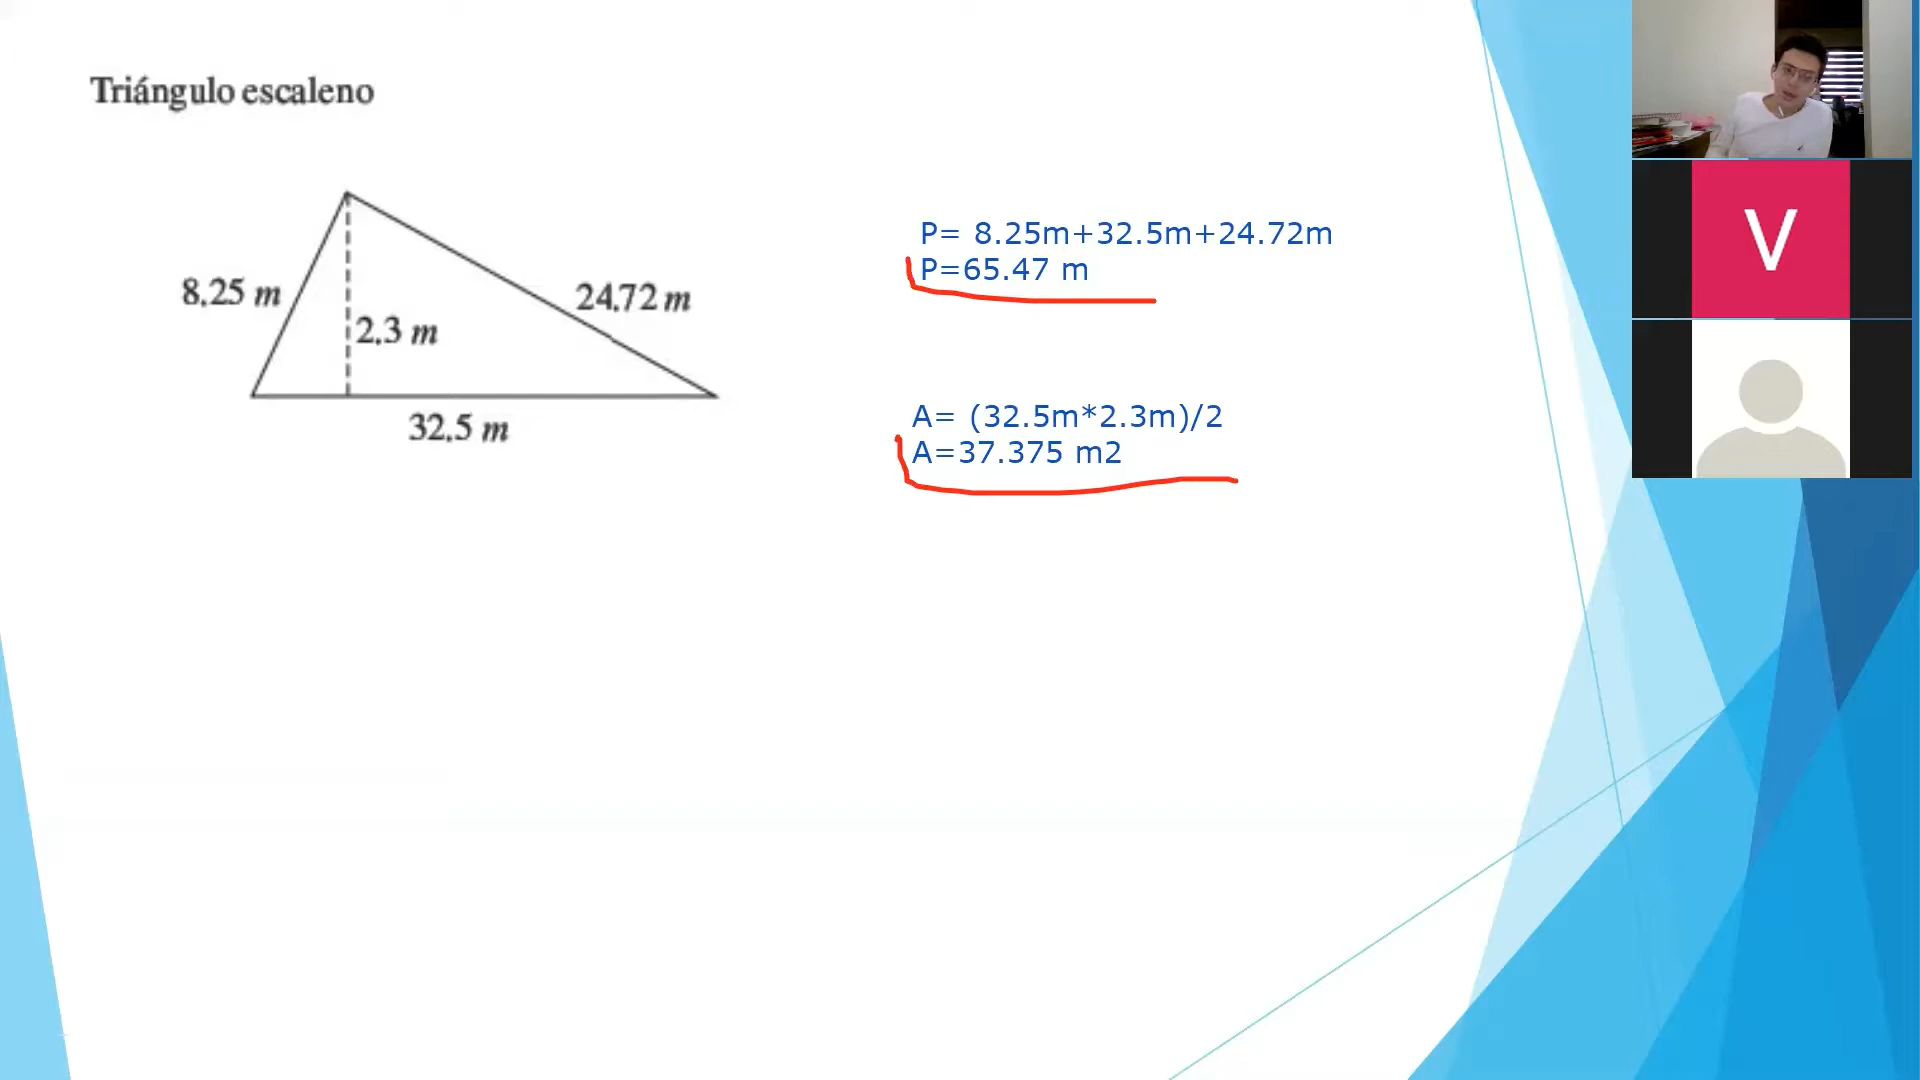 Triángulo escaleno
8,25 m
24,72 m
2,3 m
32,5 m
P= 8.25m+32.5m+24.72m
P=65.47 m
A= (32.5m*2.3m)/2
A=37.375 m2
V